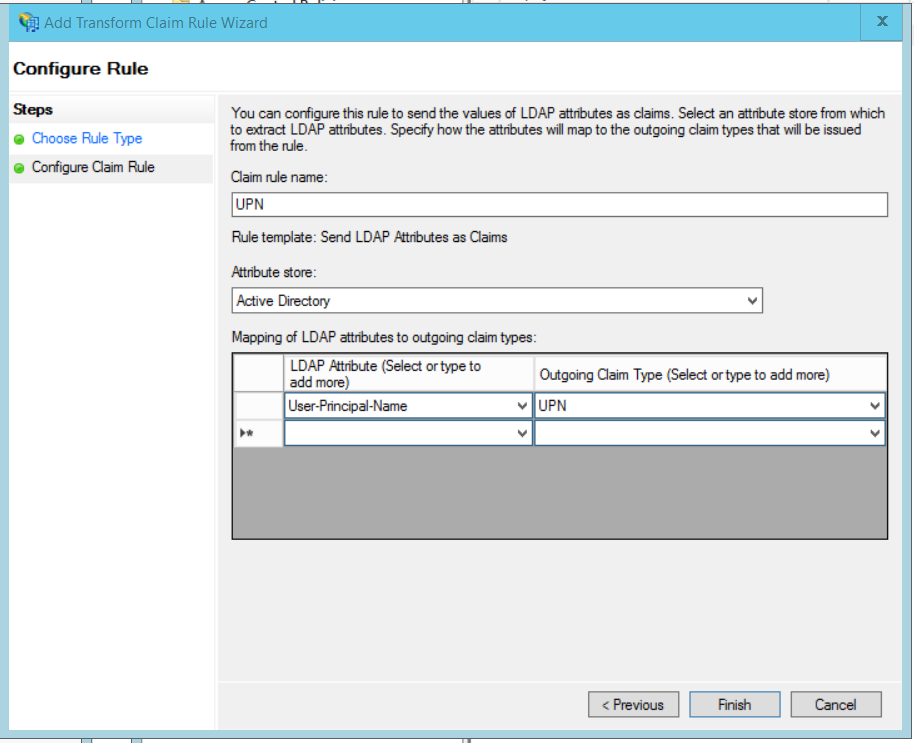 Add Transform Claim Rule Wizard
X
Configure Rule
Steps
Choose Rule Type
Configure Claim Rule
You can configure this rule to send the values of LDAP attributes as claims. Select an attribute store from which
to extract LDAP attributes. Specify how the attributes will map to the outgoing claim types that will be issued
from the rule.
Claim rule name:
UPN
Rule template: Send LDAP Attributes as Claims
Attribute store:
Active Directory
Mapping of LDAP attributes to outgoing claim types:
LDAP Attribute (Select or type to
add more)
Outgoing Claim Type (Select or type to add more)
User-Principal-Name
UPN
< Previous
Finish
Cancel